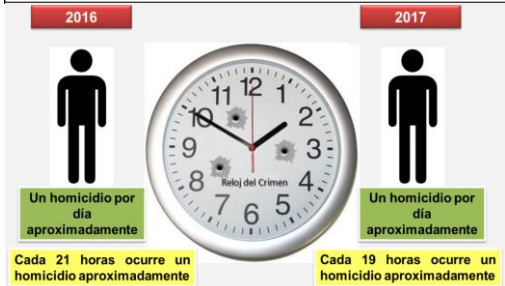 2016
2017
11 12 1
10 2
9 3
8 4
7 6 5
Reloj del Crimen
Un homicidio por
día
aproximadamente
Un homicidio por
día
aproximadamente
Cada 21 horas ocurre un
homicidio aproximadamente
Cada 19 horas ocurre un
homicidio aproximadamente